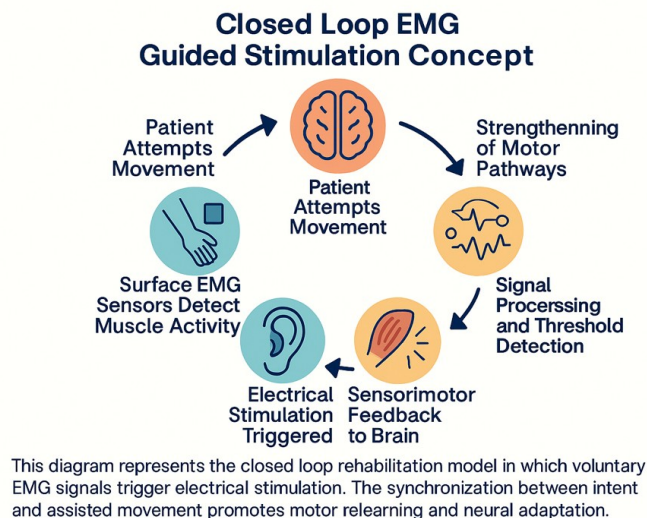 Closed Loop EMG
Guided Stimulation Concept
Patient
Attempts
Movement
Patient
Attempts
Movement
Strengthenning
of Motor
Pathways
Surface EMG
Sensors Detect
Muscle Activity
Signal
Procerssing
and Threshold
Detection
Electrical
Stimulation
Triggered
Sensorimotor
Feedback
to Brain
This diagram represents the closed loop rehabilitation model in which voluntary
EMG signals trigger electrical stimulation. The synchronization between intent
and assisted movement promotes motor relearning and neural adaptation.